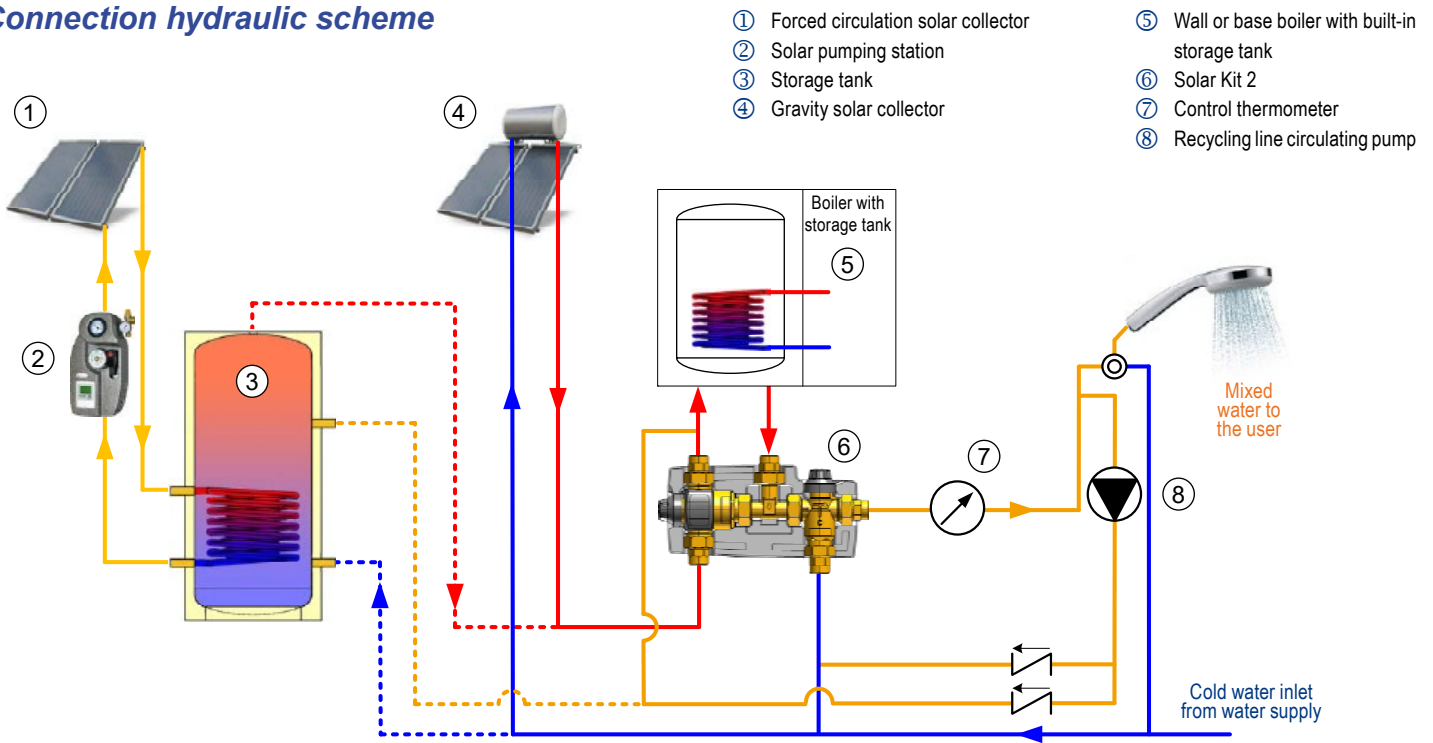 Connection hydraulic scheme
① Forced circulation solar collector
② Solar pumping station
③ Storage tank
④ Gravity solar collector
⑤ Wall or base boiler with built-in
storage tank
⑥ Solar Kit 2
⑦ Control thermometer
⑧ Recycling line circulating pump
1
4
Boiler with
storage tank
5
2
3
Mixed
water to
the user
6
7
8
C
Cold water inlet
from water supply